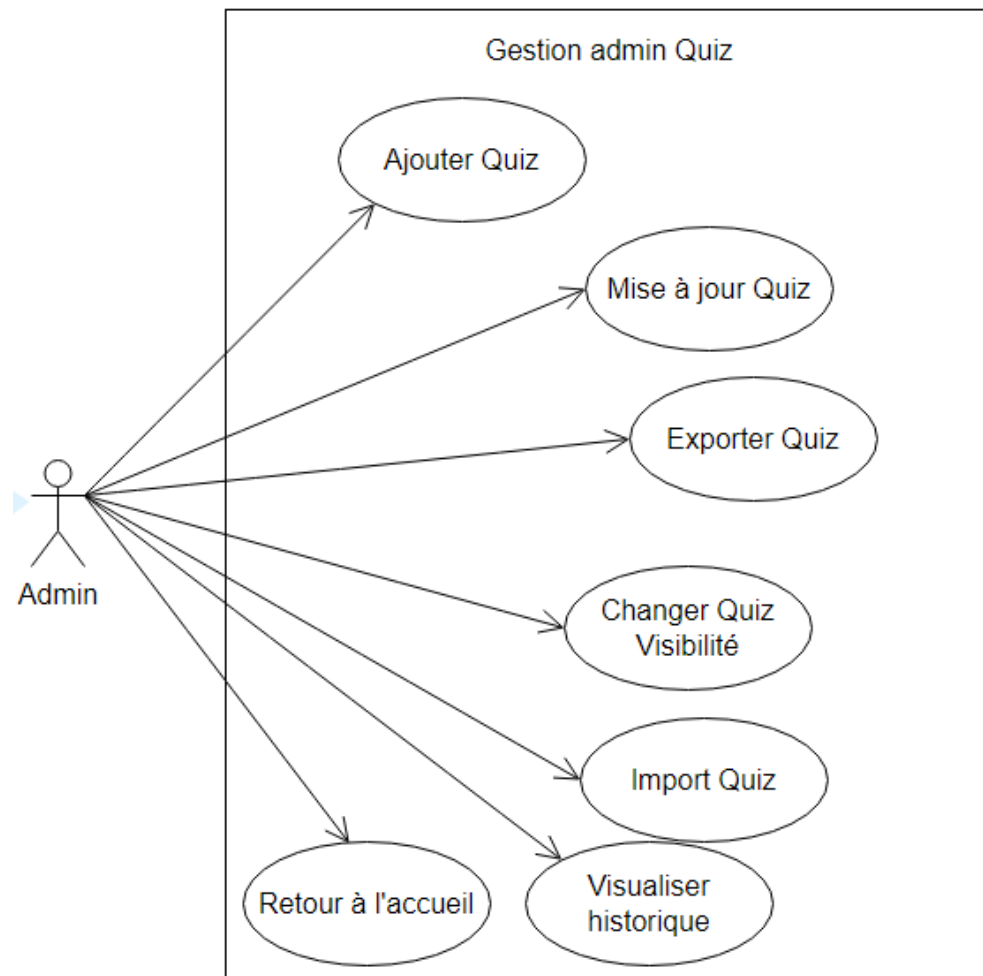 Gestion admin Quiz
Ajouter Quiz
Mise à jour Quiz
Exporter Quiz
Admin
Changer Quiz
Visibilité
Import Quiz
Retour à l'accueil
Visualiser
historique